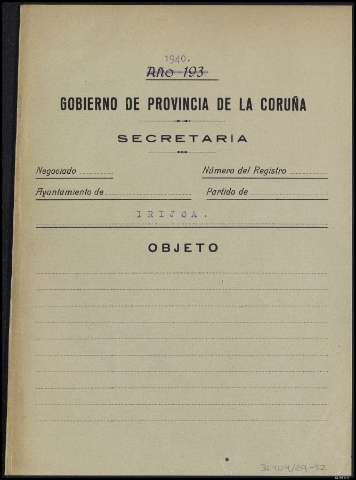 1940.
Año 193
GOBIERNO DE PROVINCIA DE LA CORUÑA
SECRETARIA
Negociado Número del Registro
Ayuntamiento de Partido de
IRIJOA.
OBJETO